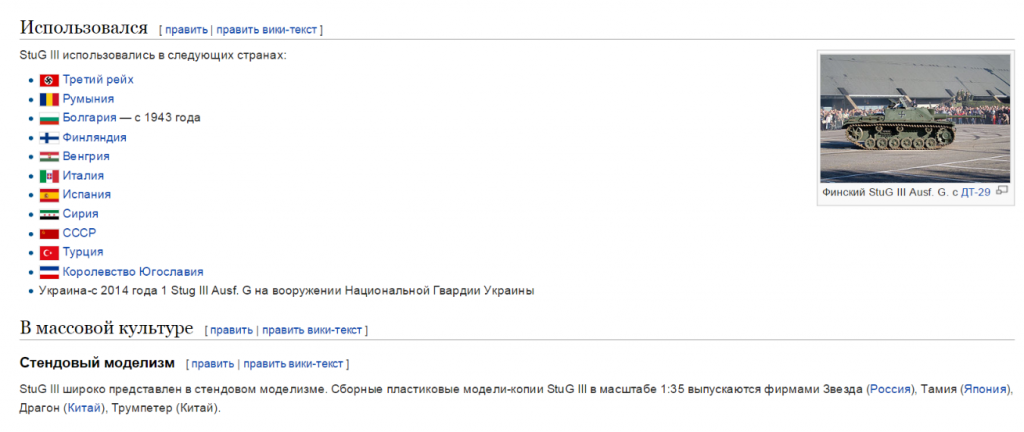 Использовался [ править | править вики-текст ]
StuG III использовались в следующих странах:
Третий рейх
Румыния
Болгария — с 1943 года
Финляндия
Венгрия
Италия
Испания
Сирия
СССР
Турция
Королевство Югославия
Украина-с 2014 года 1 Stug III Ausf. G на вооружении Национальной Гвардии Украины
Финский StuG III Ausf. G. с ДТ-29
В массовой культуре [ править | править вики-текст ]
Стендовый моделизм [ править | править вики-текст ]
StuG III широко представлен в стендовом моделизме. Сборные пластиковые модели-копии StuG III в масштабе 1:35 выпускаются фирмами Звезда (Россия), Тамия (Япония),
Драгон (Китай), Трумпетер (Китай).